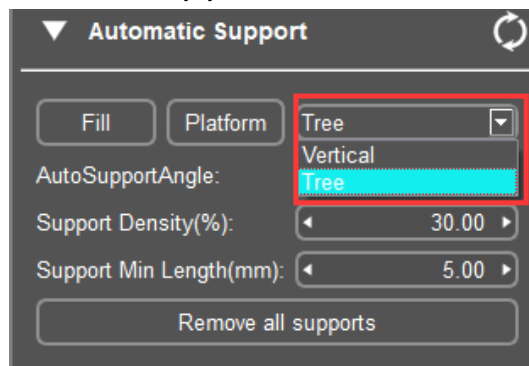 Automatic Support
Fill Platform Tree
Vertical
AutoSupportAngle: Tree
Support Density(%): 30.00
Support Min Length(mm): 5.00
Remove all supports